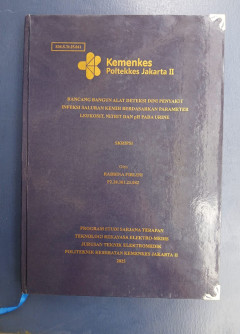 Kemenkes
Poltekkes Jakarta II
RANCANG BANGUN ALAT DETEKSI DINI PENYAKIT
INFEKSI SALURAN KEMIH BERDASARKAN PARAMETER
LEUKOSIT, NITRIT DAN pH PADA URINE
SKRIPSI
Oleh
PROGRAM STUDI SARJANA TERAPAN
TEKNOLOGI REKAYASA ELEKTRO-MEDIS
JURUSAN TEKNIK ELEKTROMEDIK
POLITEKNIK KESEHATAN KEMENKES JAKARTA II